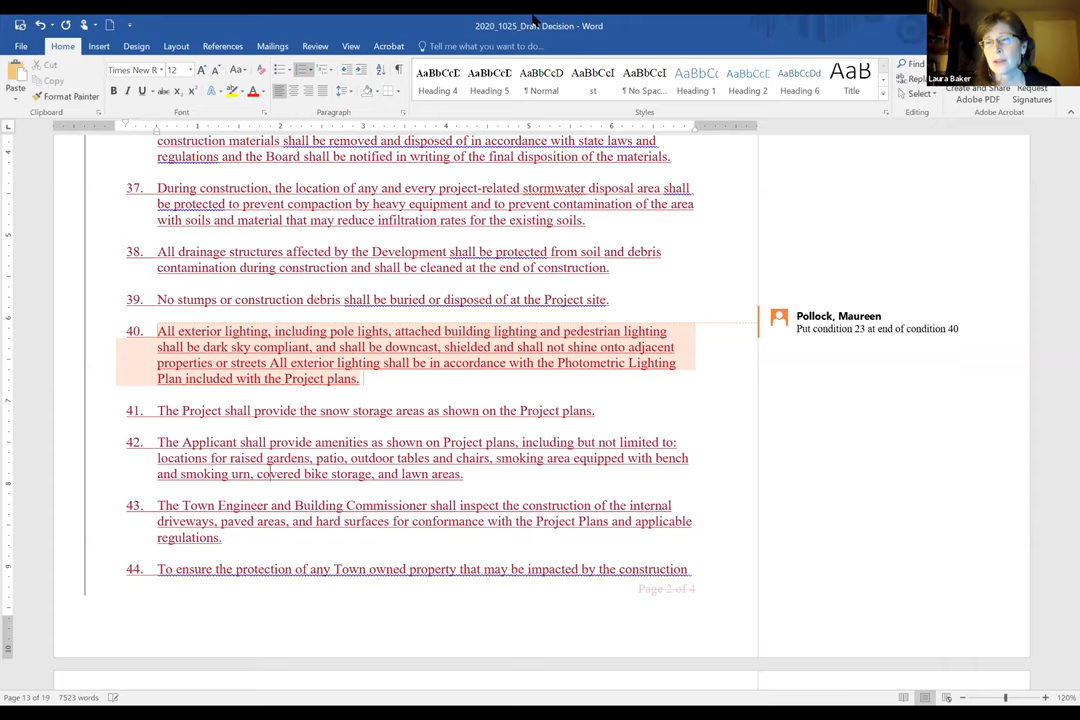 2020_1025_Draft Decision - Word
File Home Insert Design Layout References Mailings Review View Acrobat Tell me what you want to do...
Laura Baker
Paste
Cut
Copy
Format Painter
Clipboard
Times New R 12
Font
Paragraph
AaBbCcD AaBbCcD AaBbCcD AaBbCcI AaBbCcI AaBbCcD AaBbCcD AaBbCcDd AaB
Heading 4 Heading 5 ¶ Normal st ¶ No Spac... Heading 1 Heading 2 Heading 6 Title
Styles
Find
Select
Editing
Create and Share Adobe PDF
Request Signatures
Adobe Acrobat
construction materials shall be removed and disposed of in accordance with state laws and
regulations and the Board shall be notified in writing of the final disposition of the materials.
37. During construction, the location of any and every project-related stormwater disposal area shall
be protected to prevent compaction by heavy equipment and to prevent contamination of the area
with soils and material that may reduce infiltration rates for the existing soils.
38. All drainage structures affected by the Development shall be protected from soil and debris
contamination during construction and shall be cleaned at the end of construction.
39. No stumps or construction debris shall be buried or disposed of at the Project site.
40. All exterior lighting, including pole lights, attached building lighting and pedestrian lighting
shall be dark sky compliant, and shall be downcast, shielded and shall not shine onto adjacent
properties or streets All exterior lighting shall be in accordance with the Photometric Lighting
Plan included with the Project plans.
Pollock, Maureen
Put condition 23 at end of condition 40
41. The Project shall provide the snow storage areas as shown on the Project plans.
42. The Applicant shall provide amenities as shown on Project plans, including but not limited to:
locations for raised gardens, patio, outdoor tables and chairs, smoking area equipped with bench
and smoking urn, covered bike storage, and lawn areas.
43. The Town Engineer and Building Commissioner shall inspect the construction of the internal
driveways, paved areas, and hard surfaces for conformance with the Project Plans and applicable
regulations.
44. To ensure the protection of any Town owned property that may be impacted by the construction
Page 2 of 4
Page 13 of 19 7523 words
120%